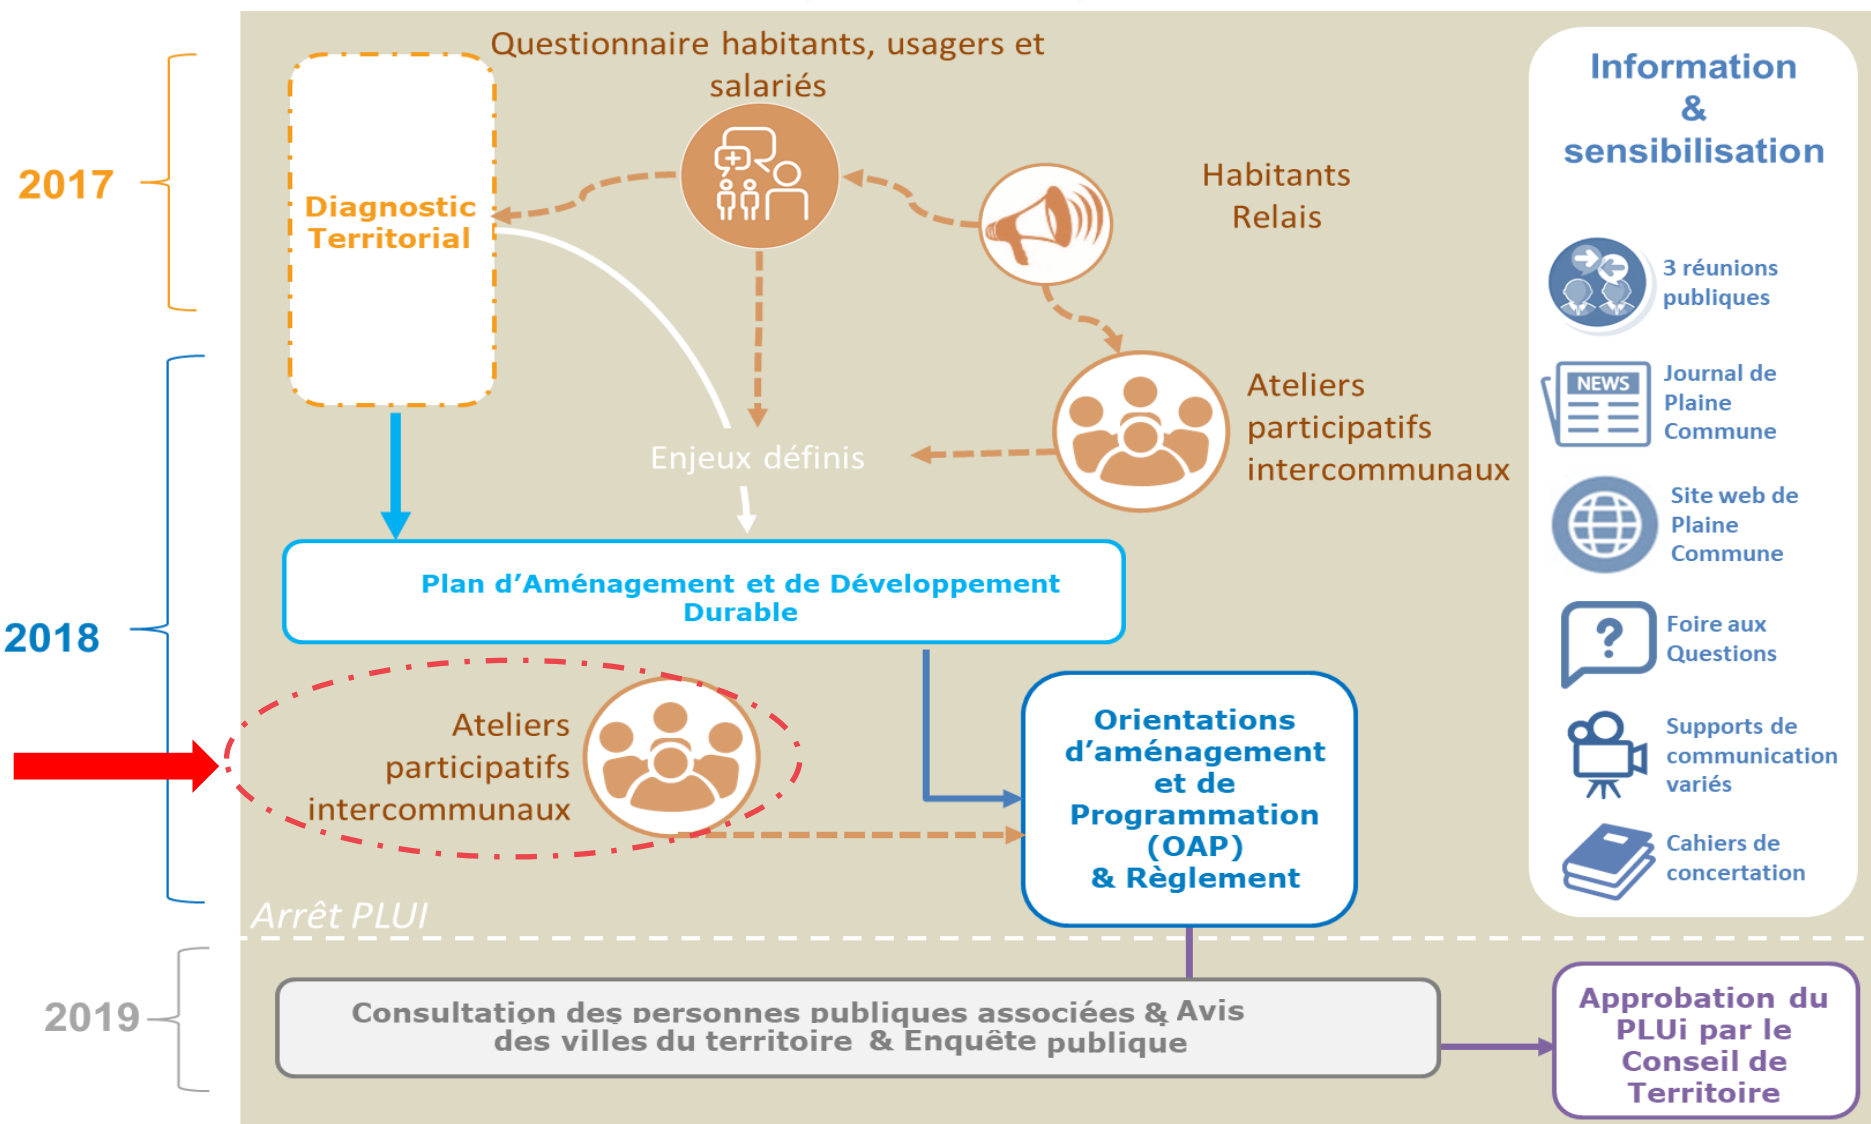 Questionnaire habitants, usagers et
salariés
2017
Diagnostic
Territorial
Habitants
Relais
Ateliers
participatifs
intercommunaux
Enjeux définis
2018
Plan d’Aménagement et de Développement
Durable
Ateliers
participatifs
intercommunaux
Orientations
d’aménagement
et de
Programmation
(OAP)
& Règlement
Arrêt PLUI
2019
Consultation des personnes publiques associées & Avis
des villes du territoire & Enquête publique
Approbation du
PLUi par le
Conseil de
Territoire
Information
&
sensibilisation
3 réunions
publiques
NEWS
Journal de
Plaine
Commune
Site web de
Plaine
Commune
?
Foire aux
Questions
Supports de
communication
variés
Cahiers de
concertation